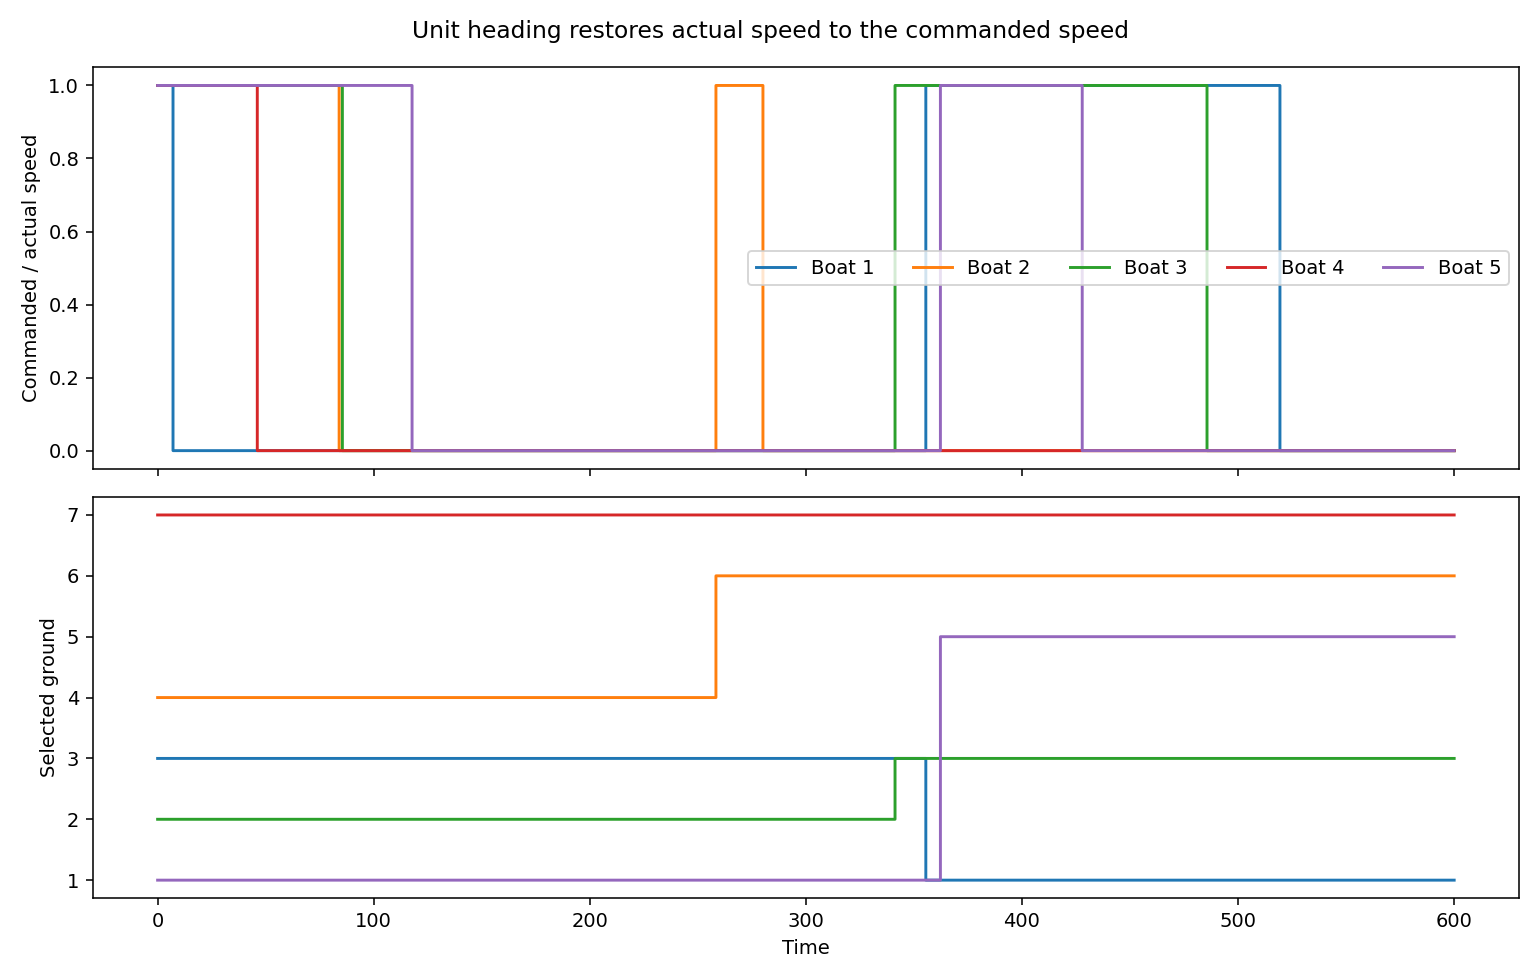 Unit heading restores actual speed to the commanded speed
Commanded / actual speed
1.0
0.8
0.6
0.4
0.2
0.0
Boat 1 Boat 2 Boat 3 Boat 4 Boat 5
Selected ground
7
6
5
4
3
2
1
0 100 200 300 400 500 600
Time